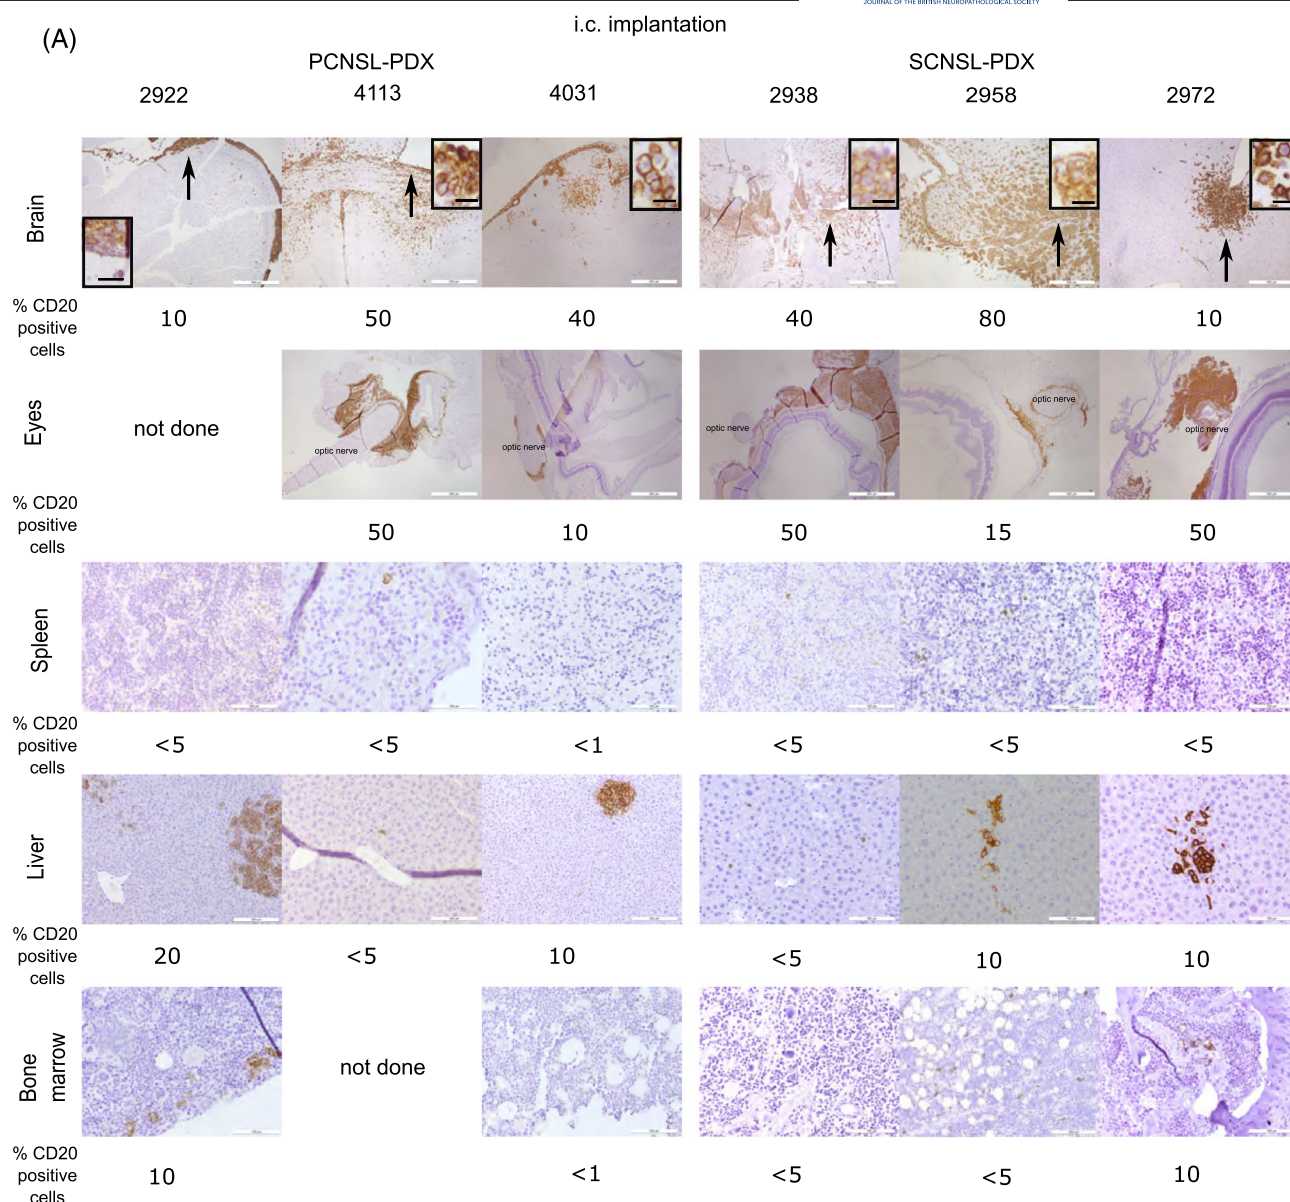 JOURNAL OF THE BRITISH NEUROPATHOLOGICAL SOCIETY
(A)
i.c. implantation
PCNSL-PDX SCNSL-PDX
2922 4113 4031 2938 2958 2972
Brain
% CD20 positive cells 10 50 40 40 80 10
Eyes
not done
optic nerve optic nerve optic nerve optic nerve optic nerve
% CD20 positive cells 50 10 50 15 50
Spleen
% CD20 positive cells <5 <5 <1 <5 <5 <5
Liver
% CD20 positive cells 20 <5 10 <5 10 10
Bone marrow
not done
% CD20 positive cells 10 <1 <5 <5 10